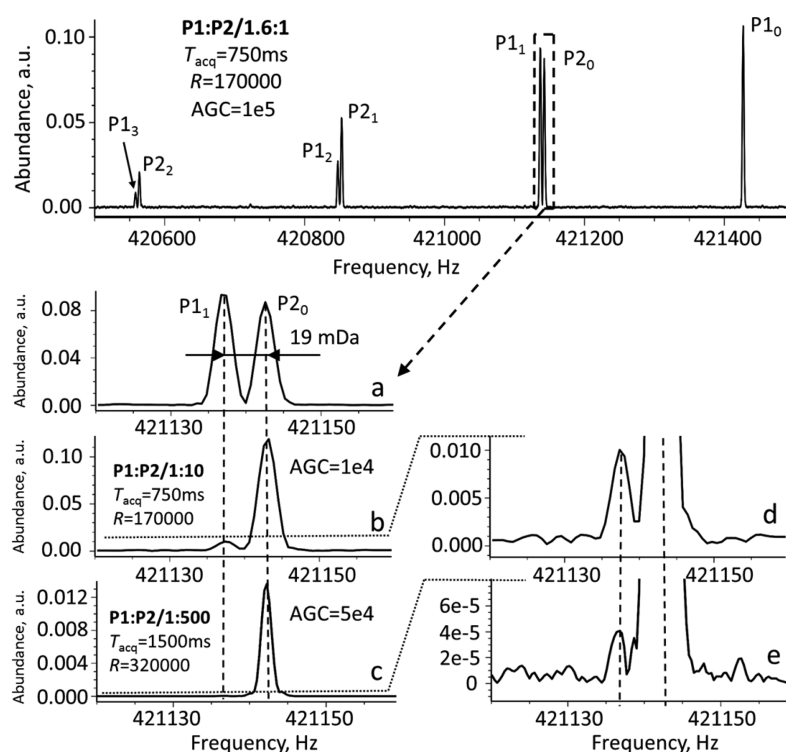 P1:P2/1.6:1
Tacq=750ms
R=170000
AGC=1e5
Abundance, a.u.
0.10
0.05
0.00
P1₃
P2₂
P1₂
P2₁
P1₁
P2₀
P1₀
420600 420800 421000 421200 421400
Frequency, Hz
Abundance, a.u.
0.08
0.04
0.00
P1₁
P2₀
19 mDa
a
421130 421150
Abundance, a.u.
0.10
0.05
0.00
P1:P2/1:10
Tacq=750ms
R=170000
AGC=1e4
b
421130 421150
0.010
0.005
0.000
d
421130 421150
Abundance, a.u.
0.012
0.008
0.004
0.000
P1:P2/1:500
Tacq=1500ms
R=320000
AGC=5e4
c
421130 421150
Frequency, Hz
6e-5
4e-5
2e-5
0
e
421130 421150
Frequency, Hz